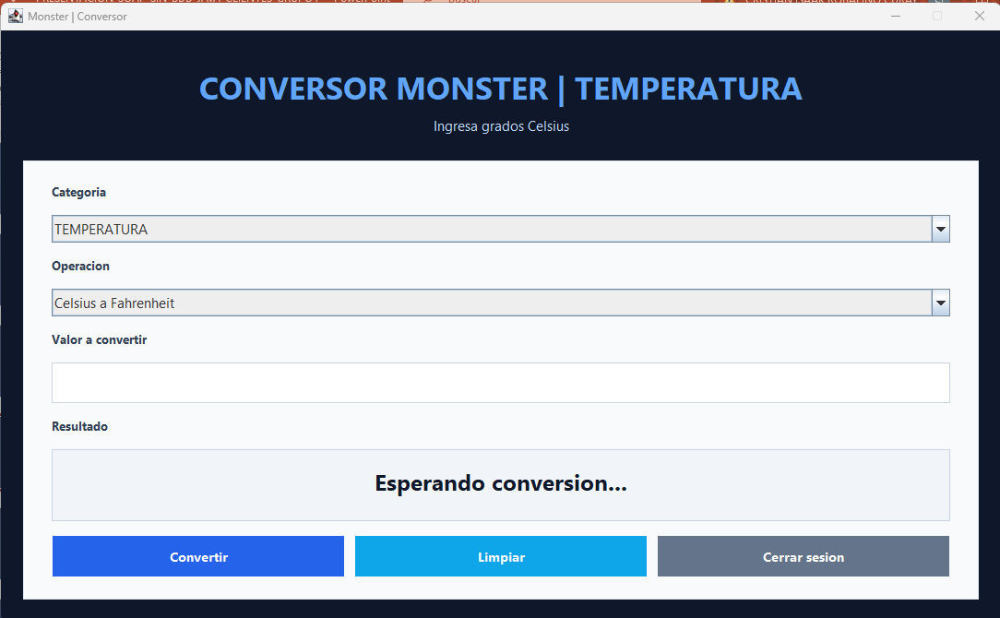 Monster | Conversor
CONVERSOR MONSTER | TEMPERATURA
Ingresa grados Celsius
Categoria
TEMPERATURA
Operacion
Celsius a Fahrenheit
Valor a convertir
Resultado
Esperando conversion...
Convertir
Limpiar
Cerrar sesion